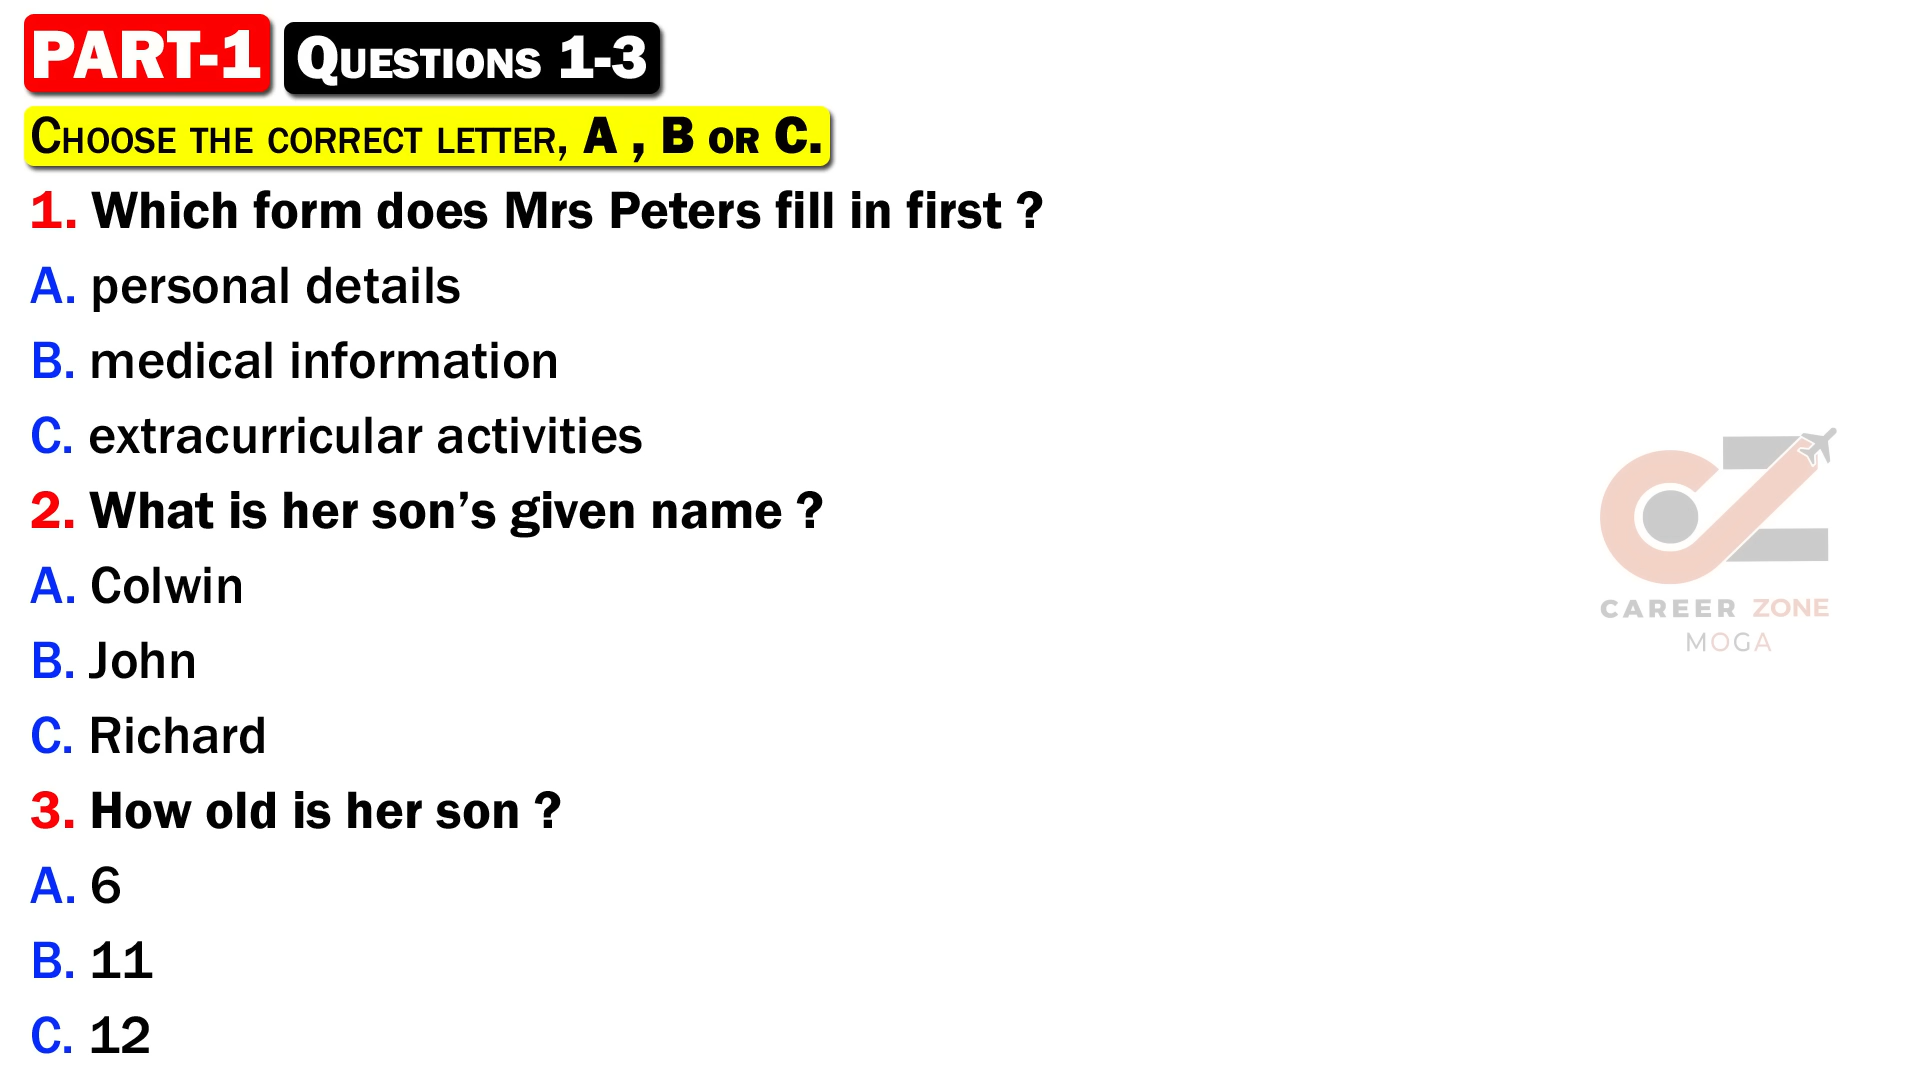 PART-1 Questions 1-3
Choose the correct letter, A , B or C.
1. Which form does Mrs Peters fill in first ?
A. personal details
B. medical information
C. extracurricular activities
2. What is her son’s given name ?
A. Colwin
B. John
C. Richard
3. How old is her son ?
A. 6
B. 11
C. 12
CAREER ZONE
MOGA